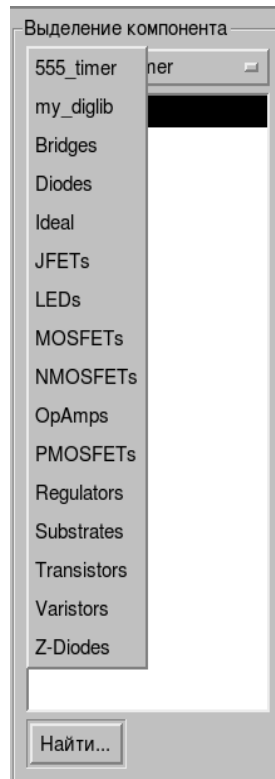 Выделение компонента
555_timer mer
my_diglib
Bridges
Diodes
Ideal
JFETs
LEDs
MOSFETs
NMOSFETs
OpAmps
PMOSFETs
Regulators
Substrates
Transistors
Varistors
Z-Diodes
Найти...